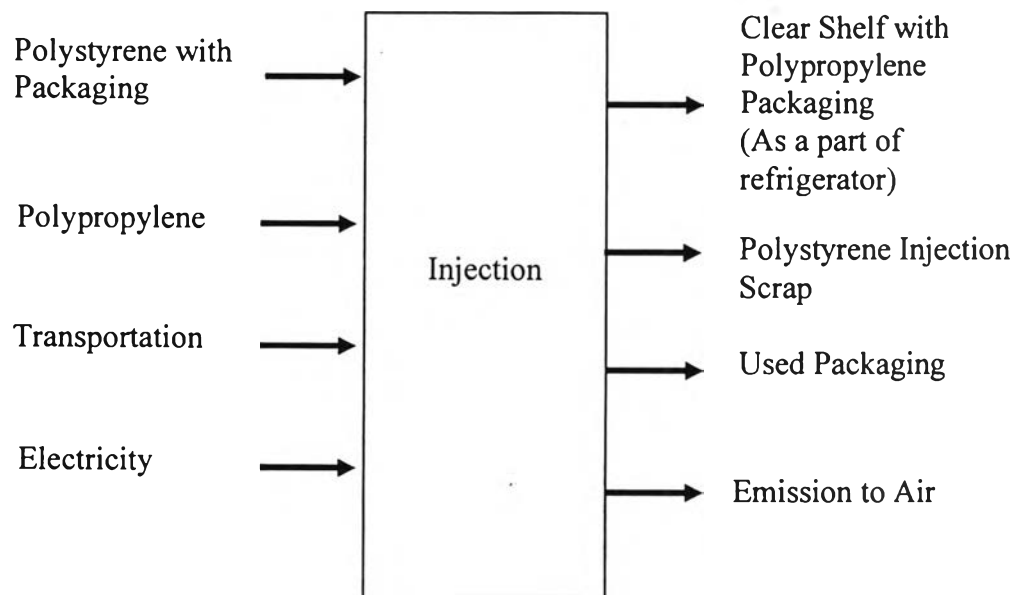 Polystyrene with
Packaging
Polypropylene
Transportation
Electricity
Injection
Clear Shelf with
Polypropylene
Packaging
(As a part of
refrigerator)
Polystyrene Injection
Scrap
Used Packaging
Emission to Air